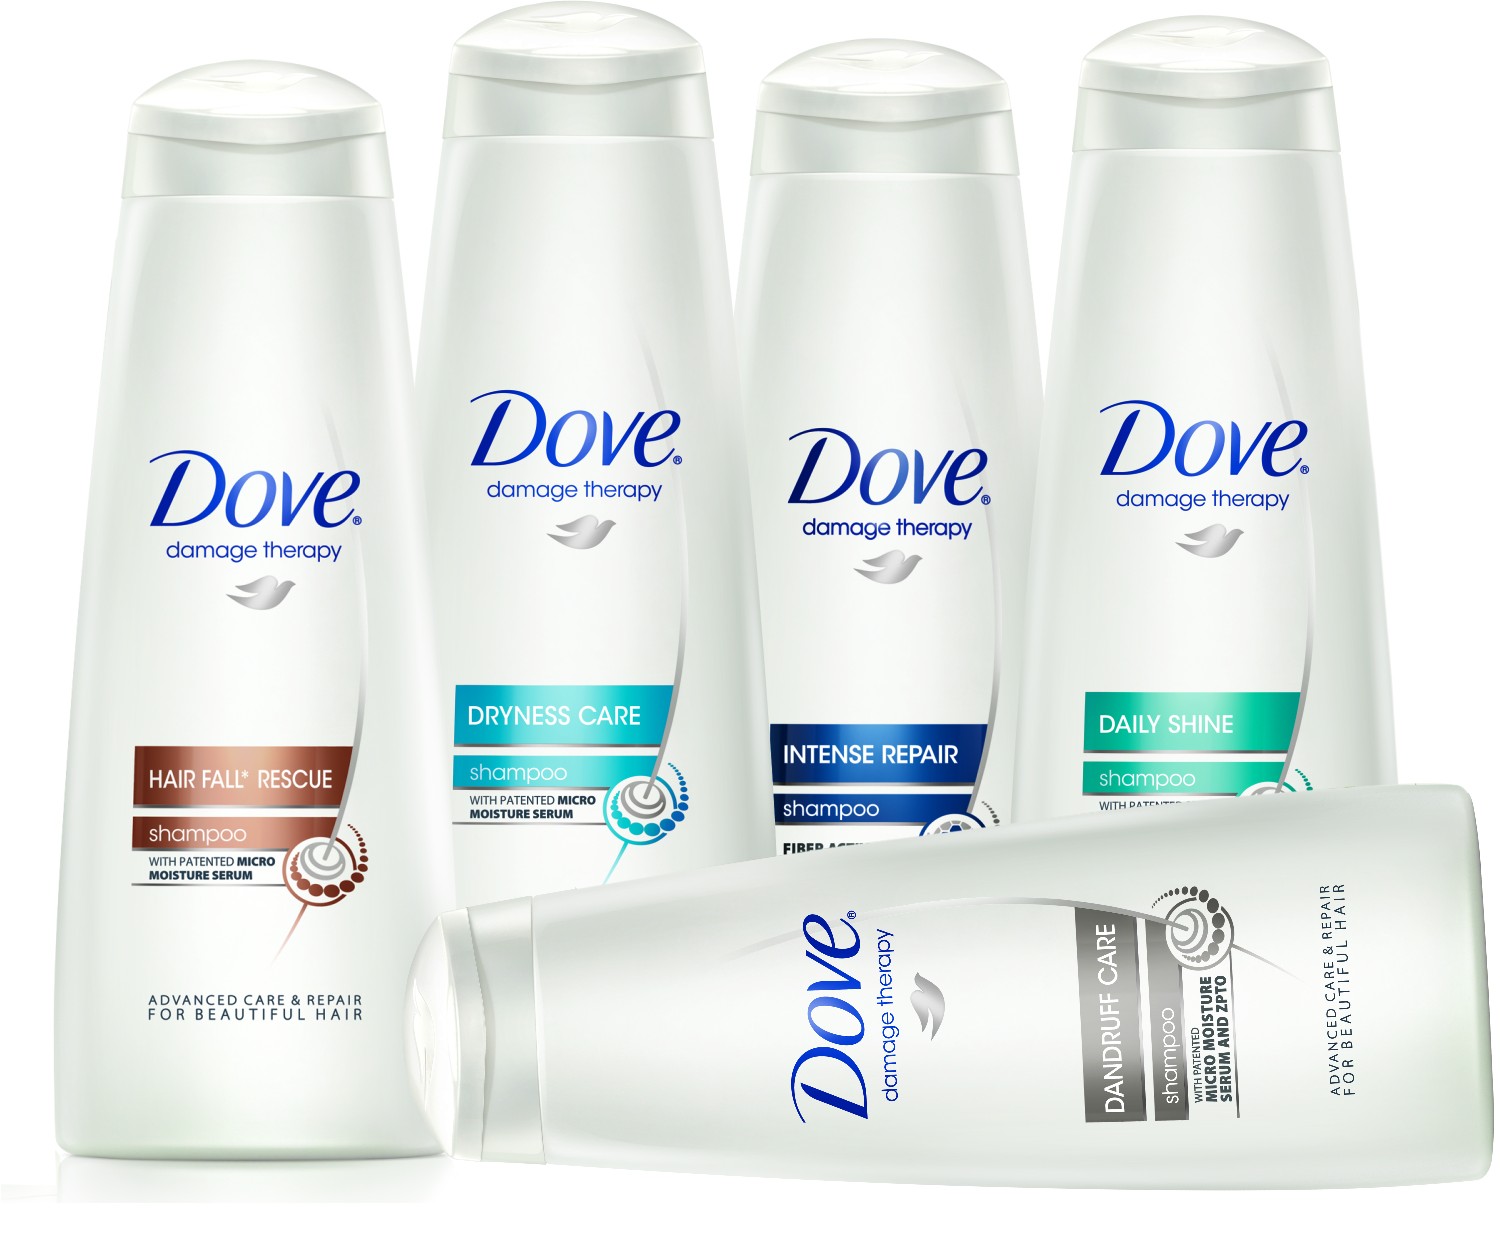 Dove®
damage therapy
HAIR FALL* RESCUE
shampoo
WITH PATENTED MICRO
MOISTURE SERUM
ADVANCED CARE & REPAIR
FOR BEAUTIFUL HAIR
Dove®
damage therapy
DRYNESS CARE
shampoo
WITH PATENTED MICRO
MOISTURE SERUM
Dove®
damage therapy
INTENSE REPAIR
shampoo
FIBER
Dove®
damage therapy
DAILY SHINE
shampoo
WITH PATENTED
Dove®
damage therapy
DANDRUFF CARE
shampoo
WITH PATENTED
MICRO MOISTURE
SERUM AND ZPTO
ADVANCED CARE & REPAIR
FOR BEAUTIFUL HAIR